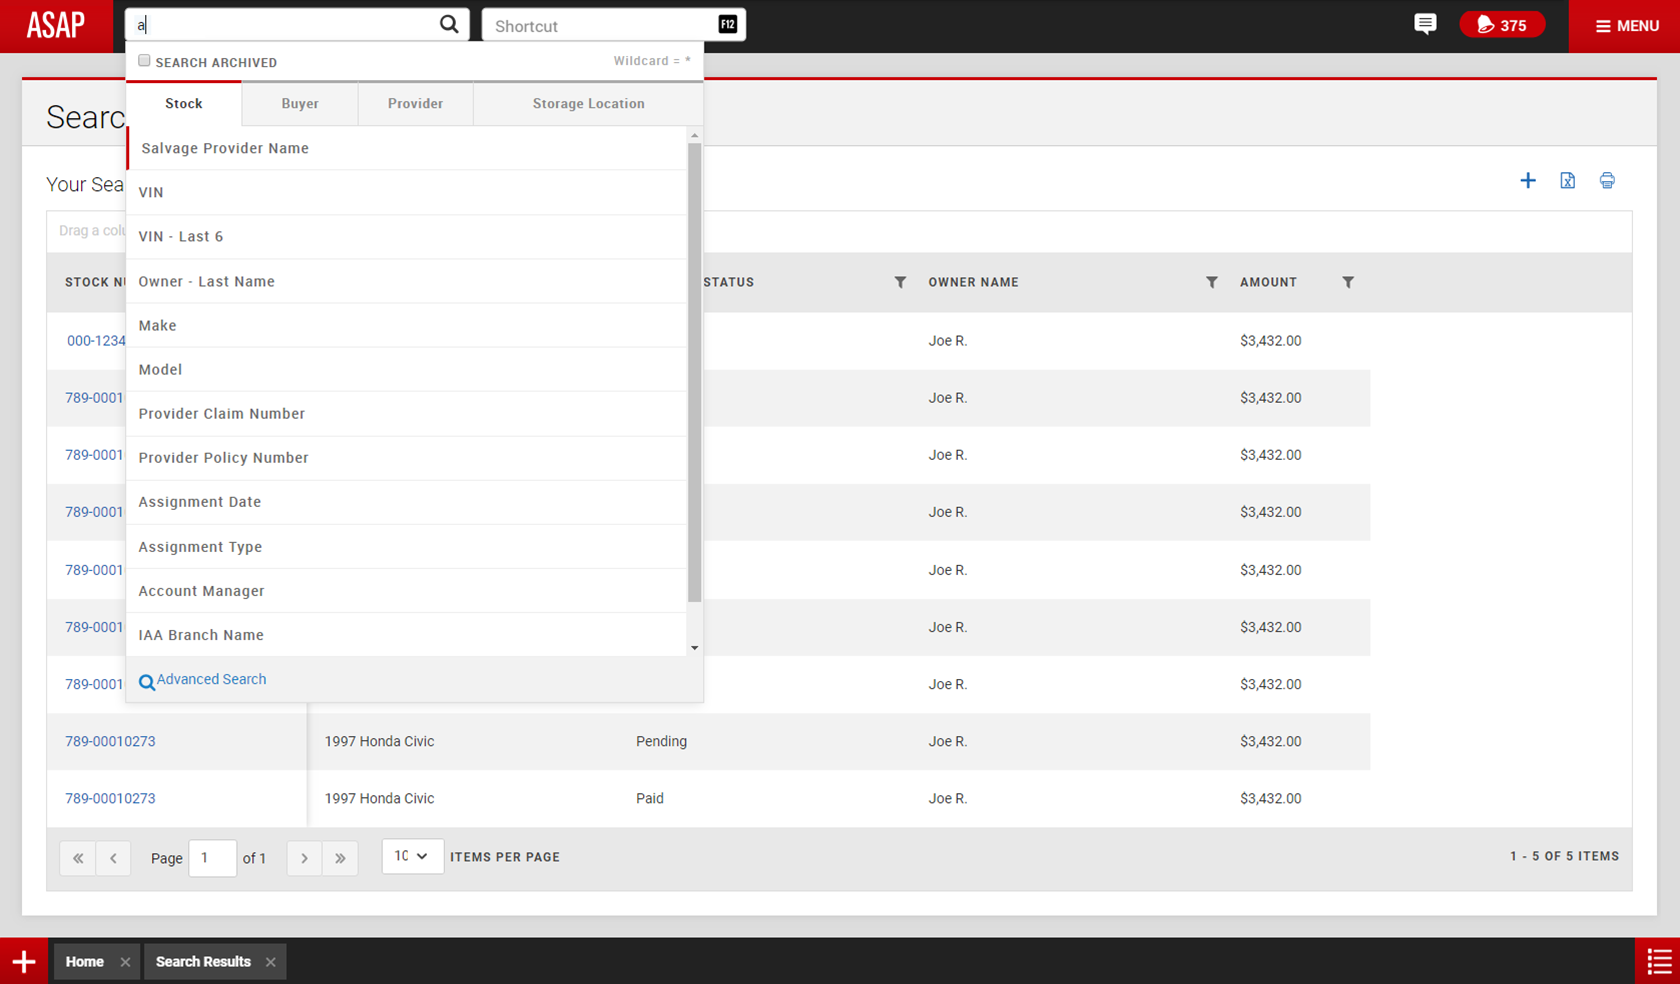 ASAP
a
Shortcut
F12
375
MENU
SEARCH ARCHIVED
Wildcard = *
Stock
Buyer
Provider
Storage Location
Searc
Salvage Provider Name
Your Sea
VIN
VIN - Last 6
Drag a colu
Owner - Last Name
STOCK NU
STATUS
OWNER NAME
AMOUNT
Make
000-1234
Joe R.
$3,432.00
Model
789-0001
Joe R.
$3,432.00
Provider Claim Number
789-0001
Joe R.
$3,432.00
Provider Policy Number
789-0001
Joe R.
$3,432.00
Assignment Date
Assignment Type
789-0001
Joe R.
$3,432.00
Account Manager
789-0001
Joe R.
$3,432.00
IAA Branch Name
Advanced Search
789-0001
Joe R.
$3,432.00
789-00010273
1997 Honda Civic
Pending
Joe R.
$3,432.00
789-00010273
1997 Honda Civic
Paid
Joe R.
$3,432.00
Page
1
of 1
10
ITEMS PER PAGE
1 - 5 OF 5 ITEMS
Home
Search Results